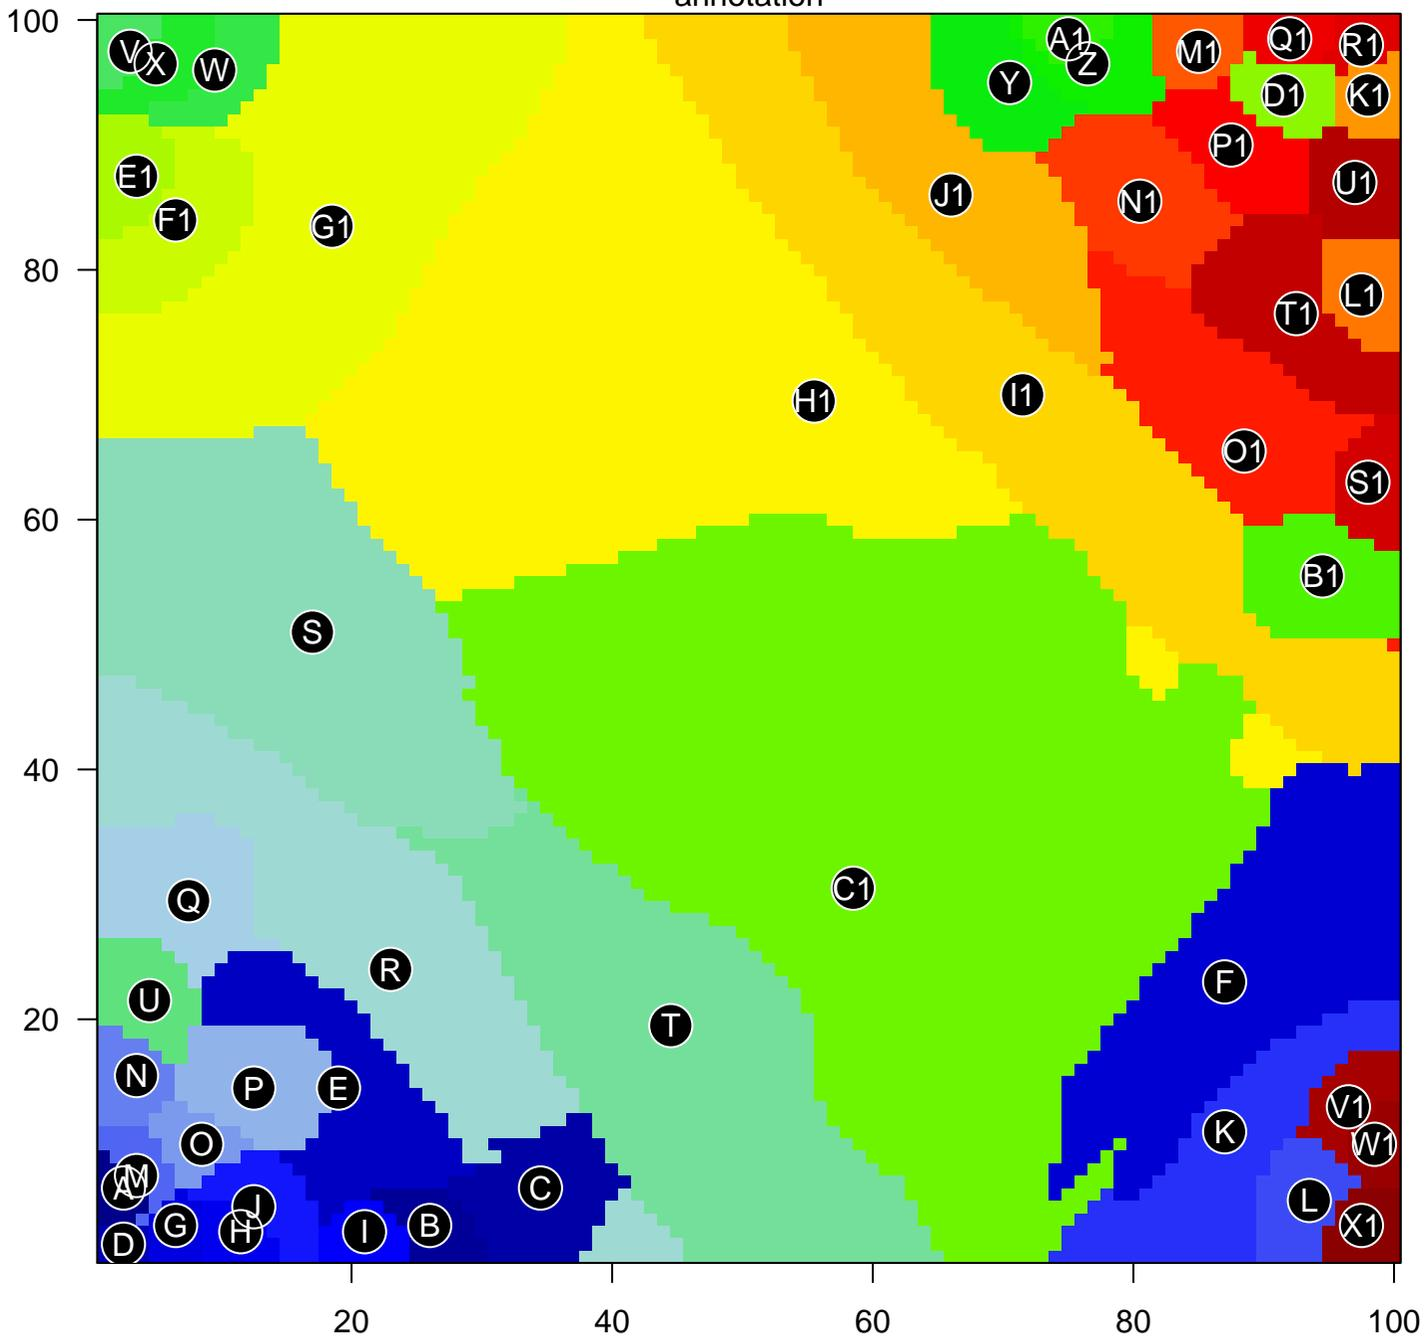 annotation
100
80
60
40
20
V X W A1 Z M1 Q1 R1
Y D1 K1
P1
E1 U1
F1 G1 J1 N1
L1
T1
H1 I1
O1
S1
B1
S
C1
Q
R F
U
T
N P E V1
O K W1
M
A C L
J
G H I B X1
D
20 40 60 80 100